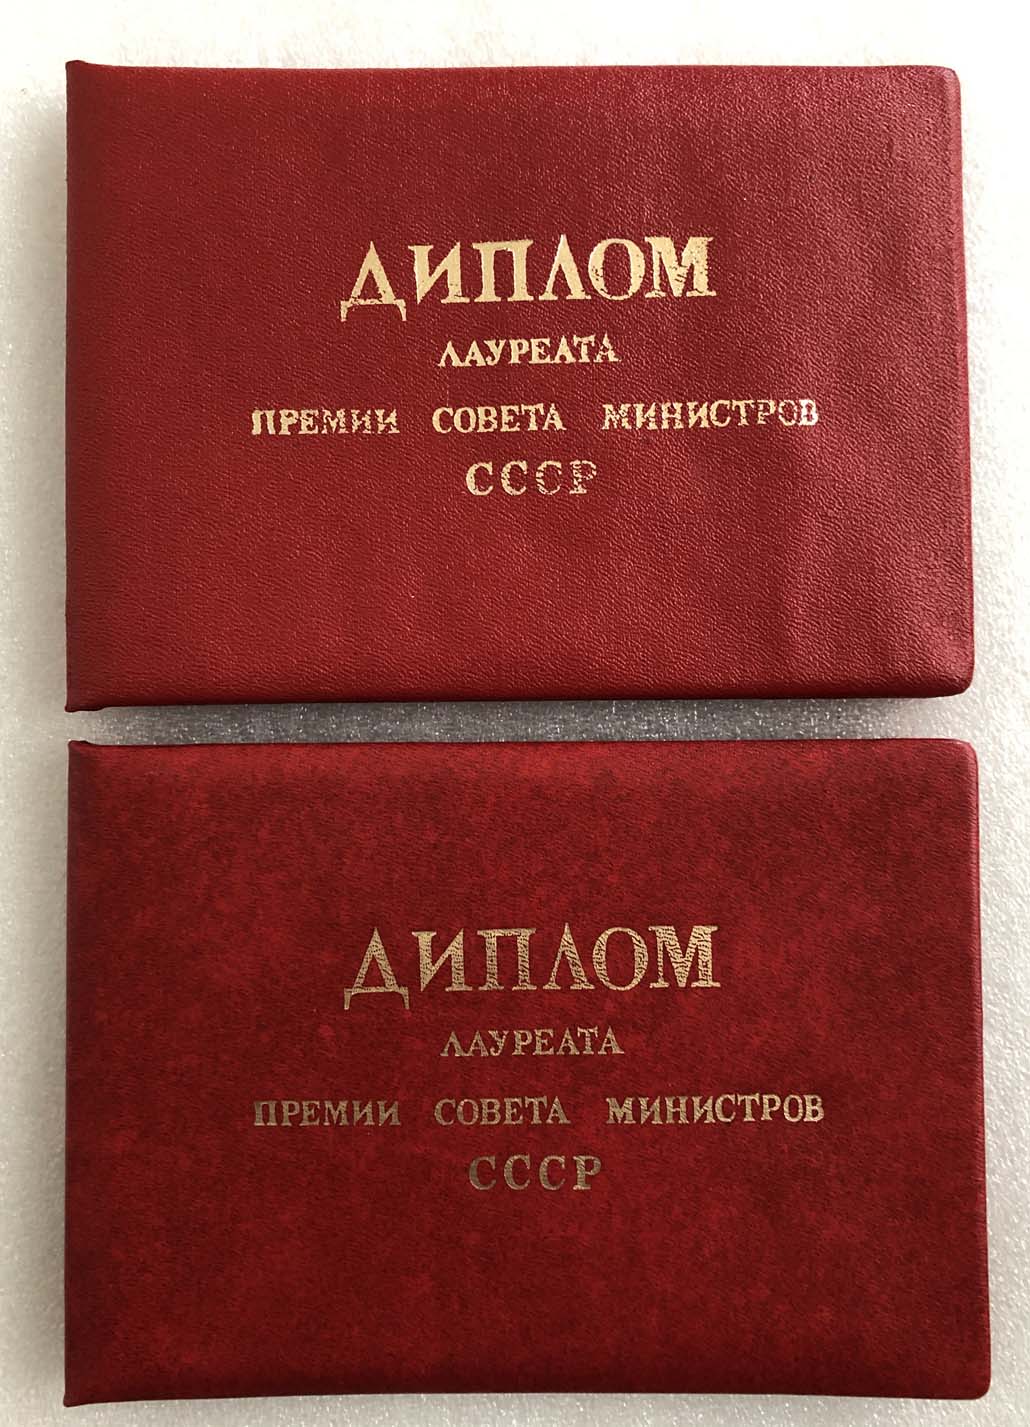 ДИПЛОМ
ЛАУРЕАТА
ПРЕМИИ СОВЕТА МИНИСТРОВ
СССР
ДИПЛОМ
ЛАУРЕАТА
ПРЕМИИ СОВЕТА МИНИСТРОВ
СССР